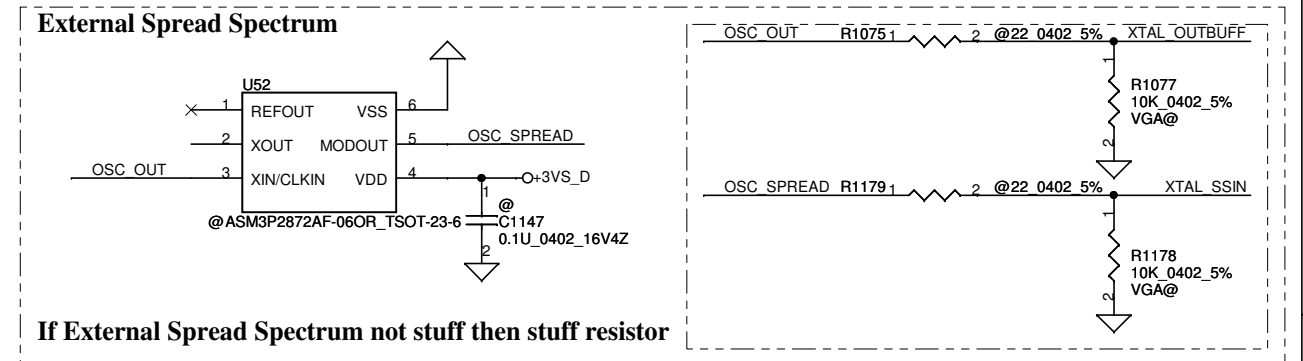 External Spread Spectrum
U52
1 REFOUT VSS 6
2 XOUT MODOUT 5 OSC_SPREAD
OSC_OUT 3 XIN/CLKIN VDD 4 +3VS_D
@ASM3P2872AF-06OR_TSOT-23-6
1
@
C1147
0.1U_0402_16V4Z
2
If External Spread Spectrum not stuff then stuff resistor
OSC_OUT R1075 1 2 @22_0402_5% XTAL_OUTBUFF
1
R1077
10K_0402_5%
VGA@
2
OSC_SPREAD R1179 1 2 @22_0402_5% XTAL_SSIN
1
R1178
10K_0402_5%
VGA@
2